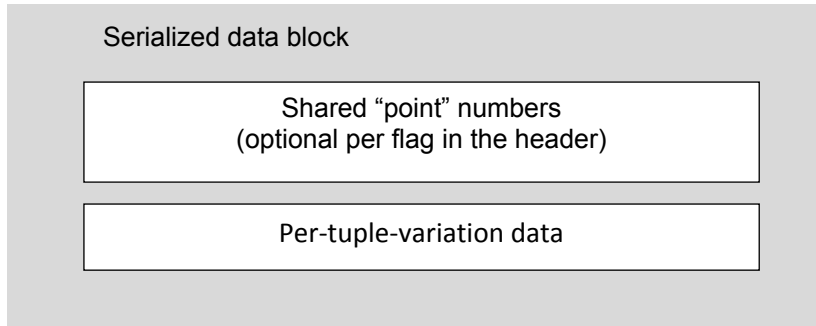 Serialized data block
Shared “point” numbers
(optional per flag in the header)
Per-tuple-variation data